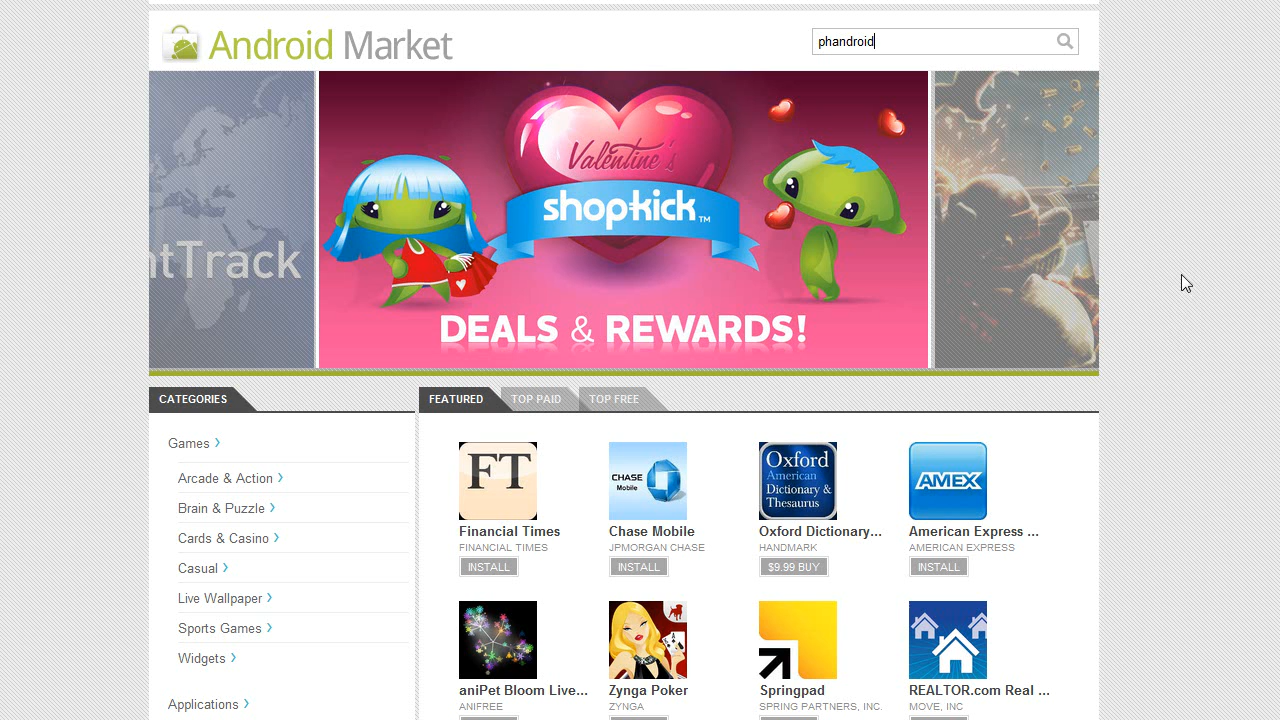 Android Market
phandroid
ntTrack
Valentine's
shopkick™
DEALS & REWARDS!
CATEGORIES
FEATURED
TOP PAID
TOP FREE
Games
Arcade & Action
Brain & Puzzle
Cards & Casino
Casual
Live Wallpaper
Sports Games
Widgets
Applications
FT
CHASE
Mobile
Oxford
American
Dictionary &
Thesaurus
AMEX
Financial Times
Chase Mobile
Oxford Dictionary...
American Express ...
FINANCIAL TIMES
JPMORGAN CHASE
HANDMARK
AMERICAN EXPRESS
INSTALL
INSTALL
$9.99 BUY
INSTALL
aniPet Bloom Live...
Zynga Poker
Springpad
REALTOR.com Real ...
ANIFREE
ZYNGA
SPRING PARTNERS, INC.
MOVE, INC